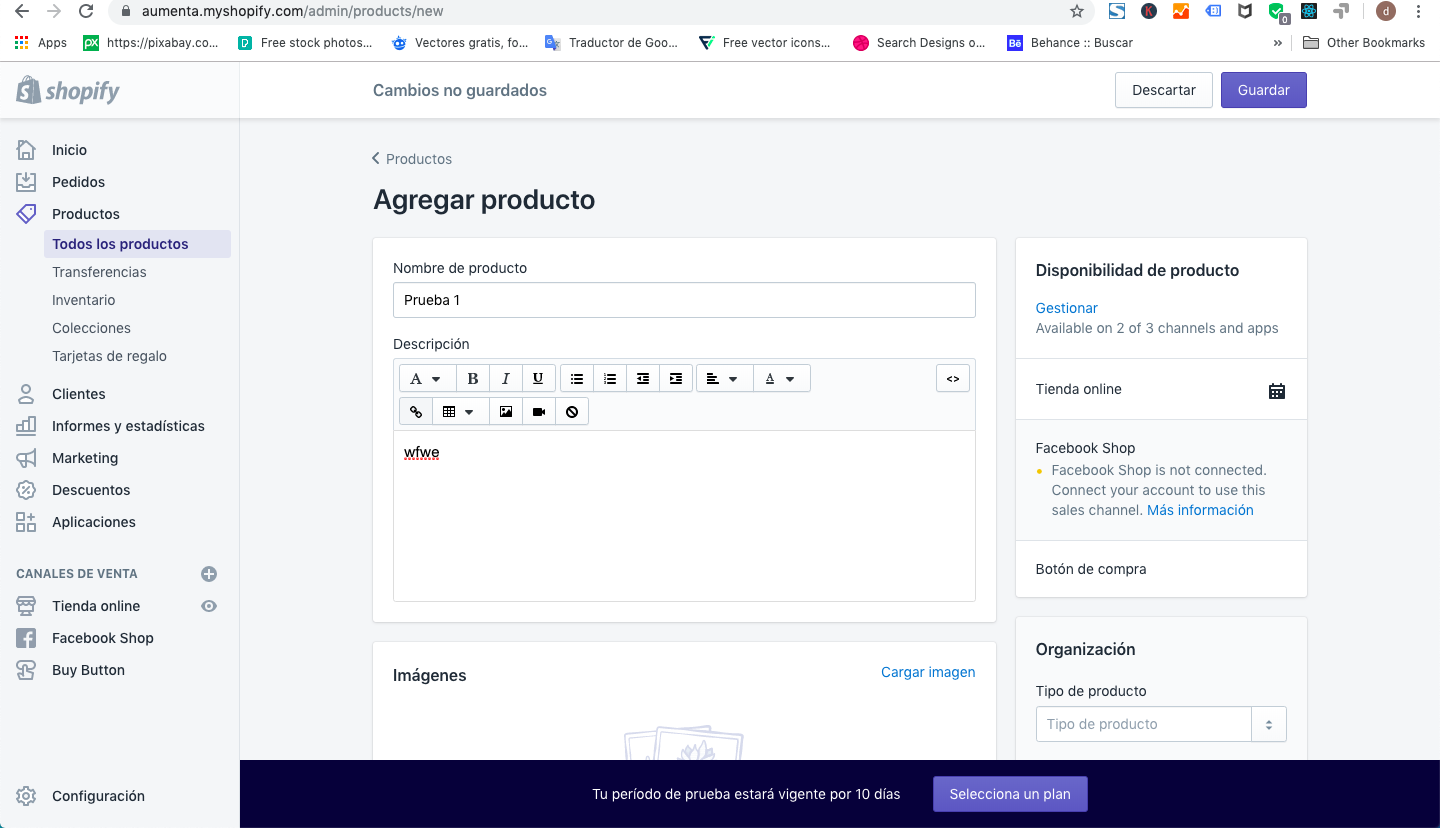 aumenta.myshopify.com/admin/products/new
Apps
https://pixabay.co...
Free stock photos...
Vectores gratis, fo...
Traductor de Goo...
Free vector icons...
Search Designs o...
Behance :: Buscar
»
Other Bookmarks
shopify
Cambios no guardados
Descartar
Guardar
Inicio
Pedidos
Productos
Todos los productos
Transferencias
Inventario
Colecciones
Tarjetas de regalo
Clientes
Informes y estadísticas
Marketing
Descuentos
Aplicaciones
CANALES DE VENTA
Tienda online
Facebook Shop
Buy Button
Configuración
Productos
Agregar producto
Nombre de producto
Prueba 1
Descripción
A B I U A <>
wfwe
Imágenes
Cargar imagen
Disponibilidad de producto
Gestionar
Available on 2 of 3 channels and apps
Tienda online
Facebook Shop
Facebook Shop is not connected.
Connect your account to use this
sales channel. Más información
Botón de compra
Organización
Tipo de producto
Tipo de producto
Tu período de prueba estará vigente por 10 días
Selecciona un plan